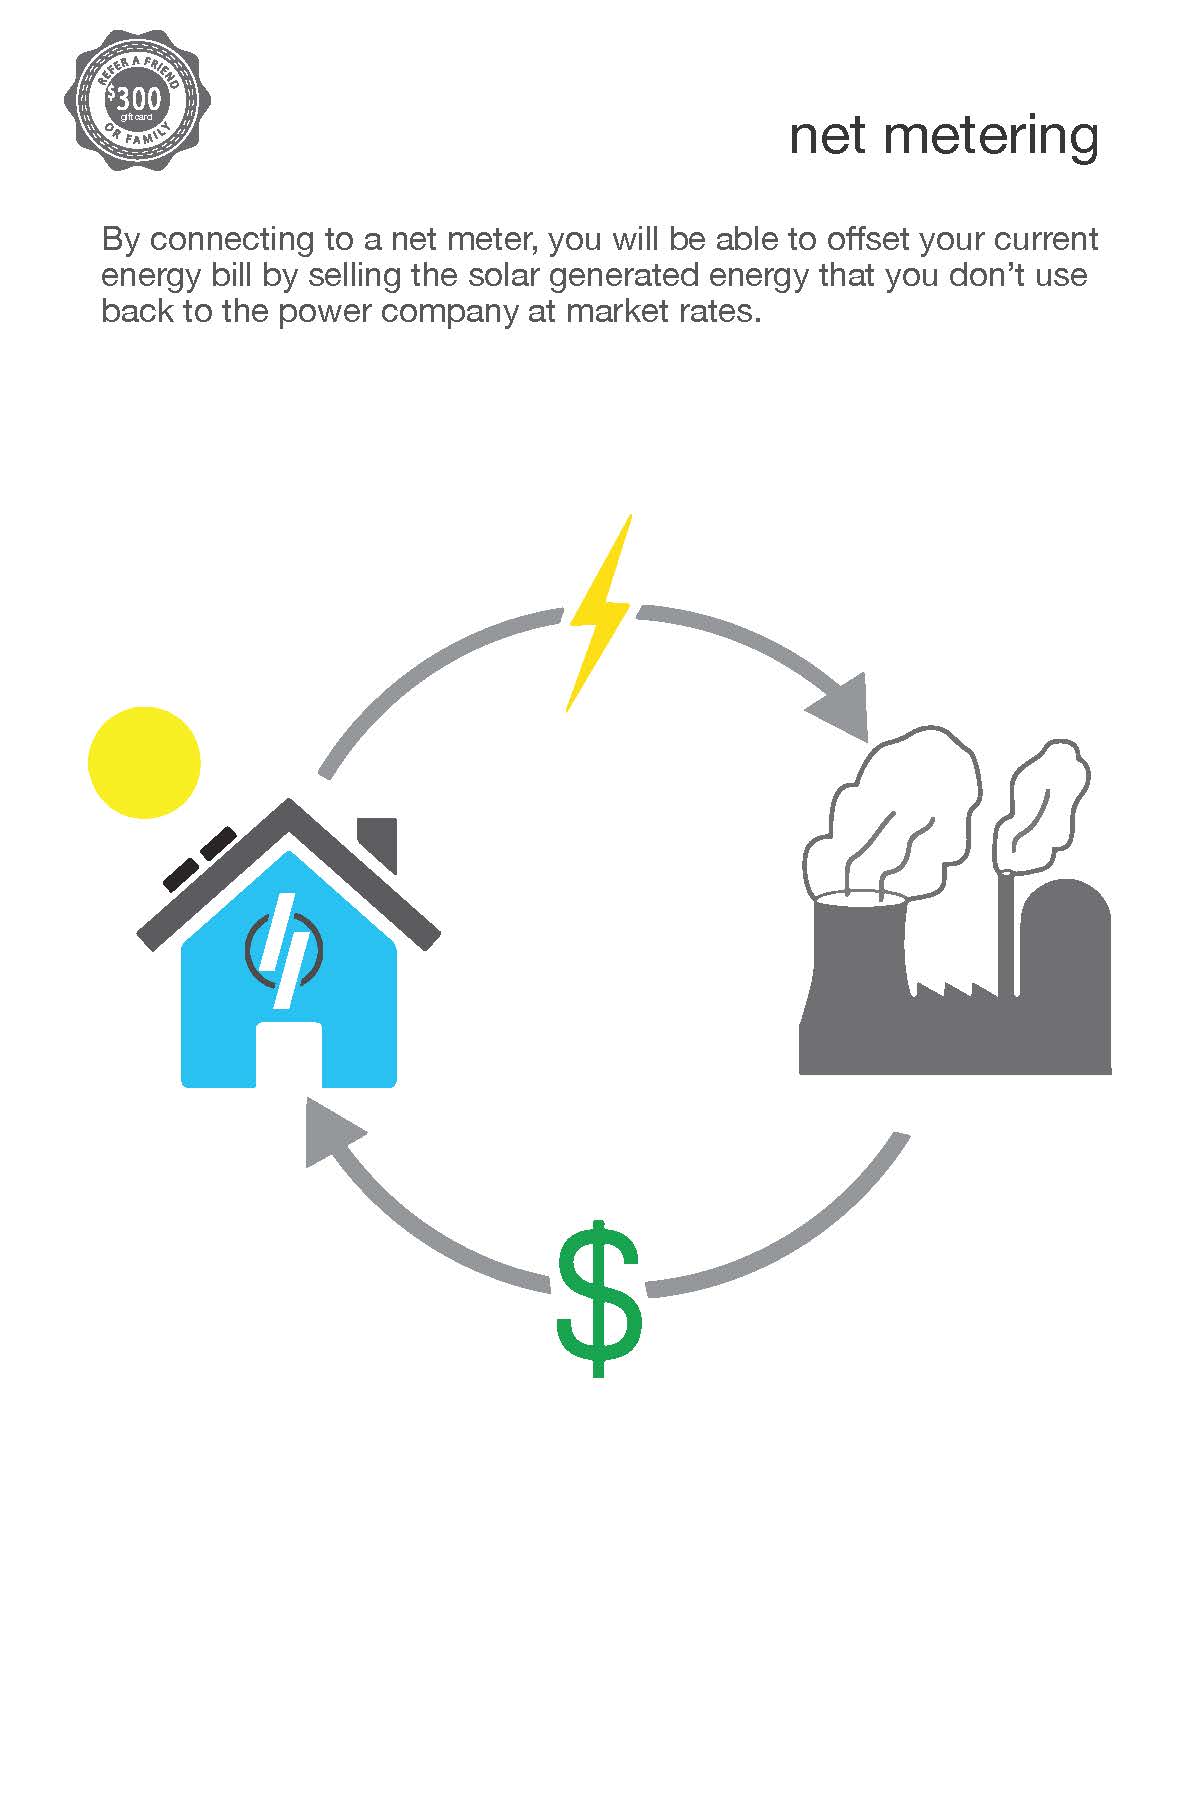 REFER A FRIEND
$300
gift card
OR FAMILY
net metering
By connecting to a net meter, you will be able to offset your current
energy bill by selling the solar generated energy that you don’t use
back to the power company at market rates.
$